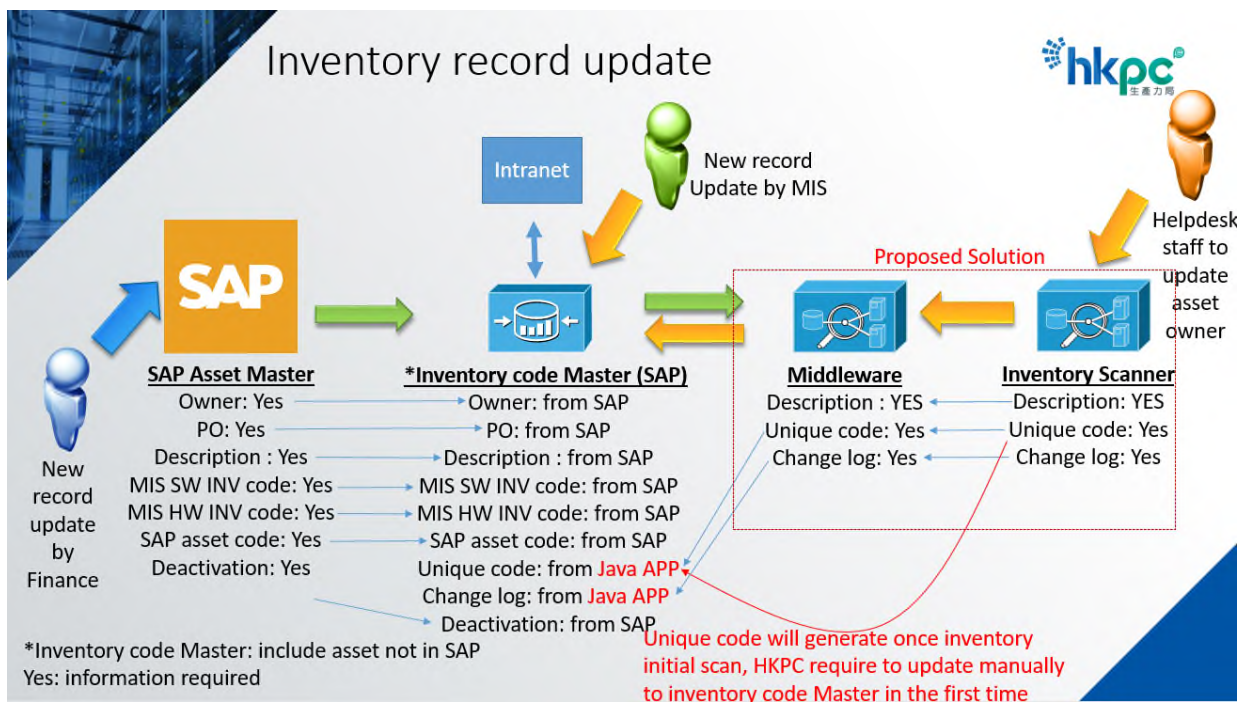 Inventory record update
hkpc
生產力局
Intranet
New record
Update by MIS
Helpdesk
staff to
update
asset
owner
Proposed Solution
SAP
New
record
update
by
Finance
SAP Asset Master
Owner: Yes
PO: Yes
Description : Yes
MIS SW INV code: Yes
MIS HW INV code: Yes
SAP asset code: Yes
Deactivation: Yes
*Inventory code Master (SAP)
Owner: from SAP
PO: from SAP
Description : from SAP
MIS SW INV code: from SAP
MIS HW INV code: from SAP
SAP asset code: from SAP
Unique code: from Java APP
Change log: from Java APP
Deactivation: from SAP
Middleware
Description : YES
Unique code: Yes
Change log: Yes
Inventory Scanner
Description: YES
Unique code: Yes
Change log: Yes
*Inventory code Master: include asset not in SAP
Yes: information required
Unique code will generate once inventory
initial scan, HKPC require to update manually
to inventory code Master in the first time